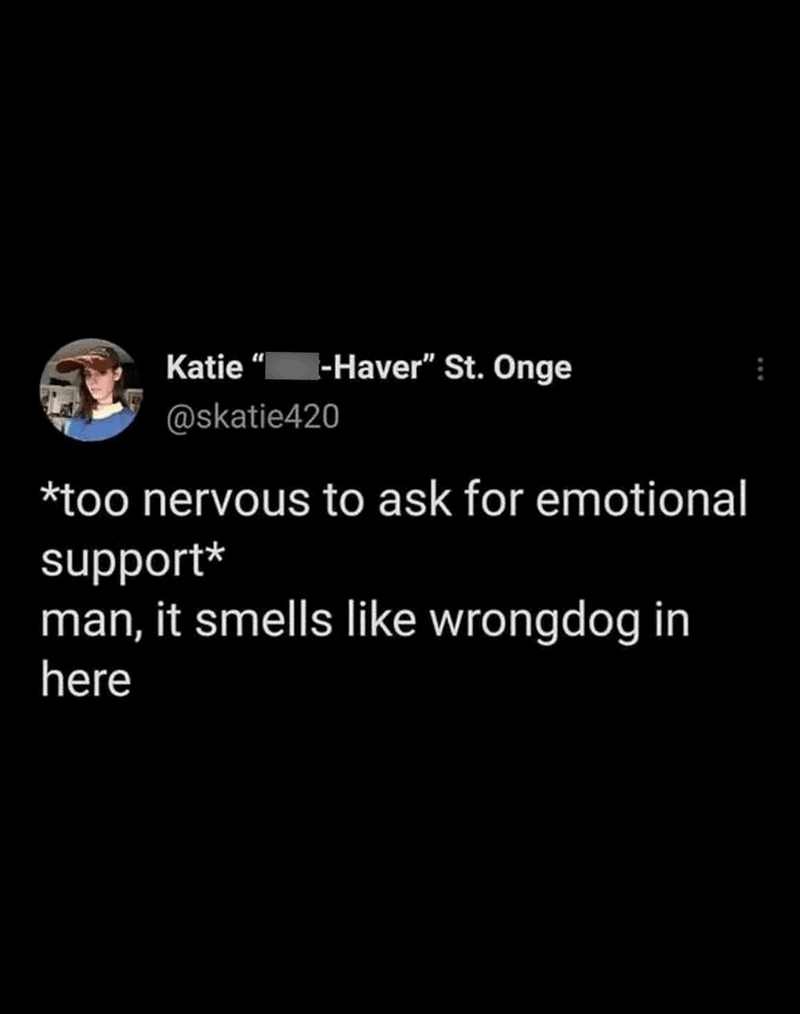 Katie “-Haver” St. Onge
@skatie420
*too nervous to ask for emotional
support*
man, it smells like wrongdog in
here